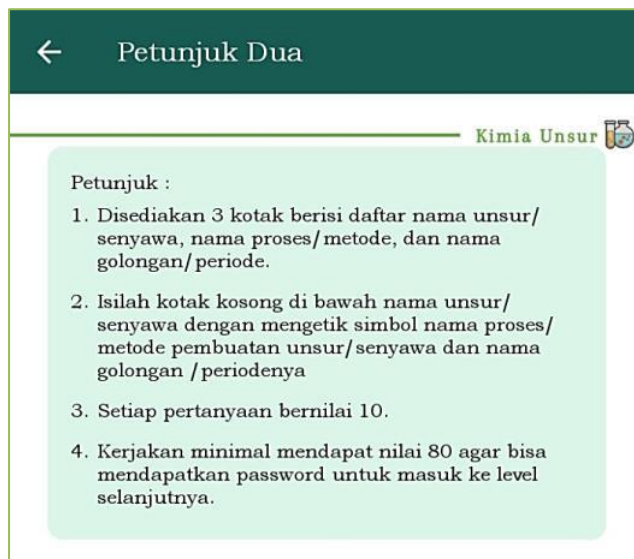 Petunjuk Dua
Kimia Unsur
Petunjuk :
1. Disediakan 3 kotak berisi daftar nama unsur/
senyawa, nama proses/metode, dan nama
golongan/periode.
2. Isilah kotak kosong di bawah nama unsur/
senyawa dengan mengetik simbol nama proses/
metode pembuatan unsur/senyawa dan nama
golongan /periodenya
3. Setiap pertanyaan bernilai 10.
4. Kerjakan minimal mendapat nilai 80 agar bisa
mendapatkan password untuk masuk ke level
selanjutnya.